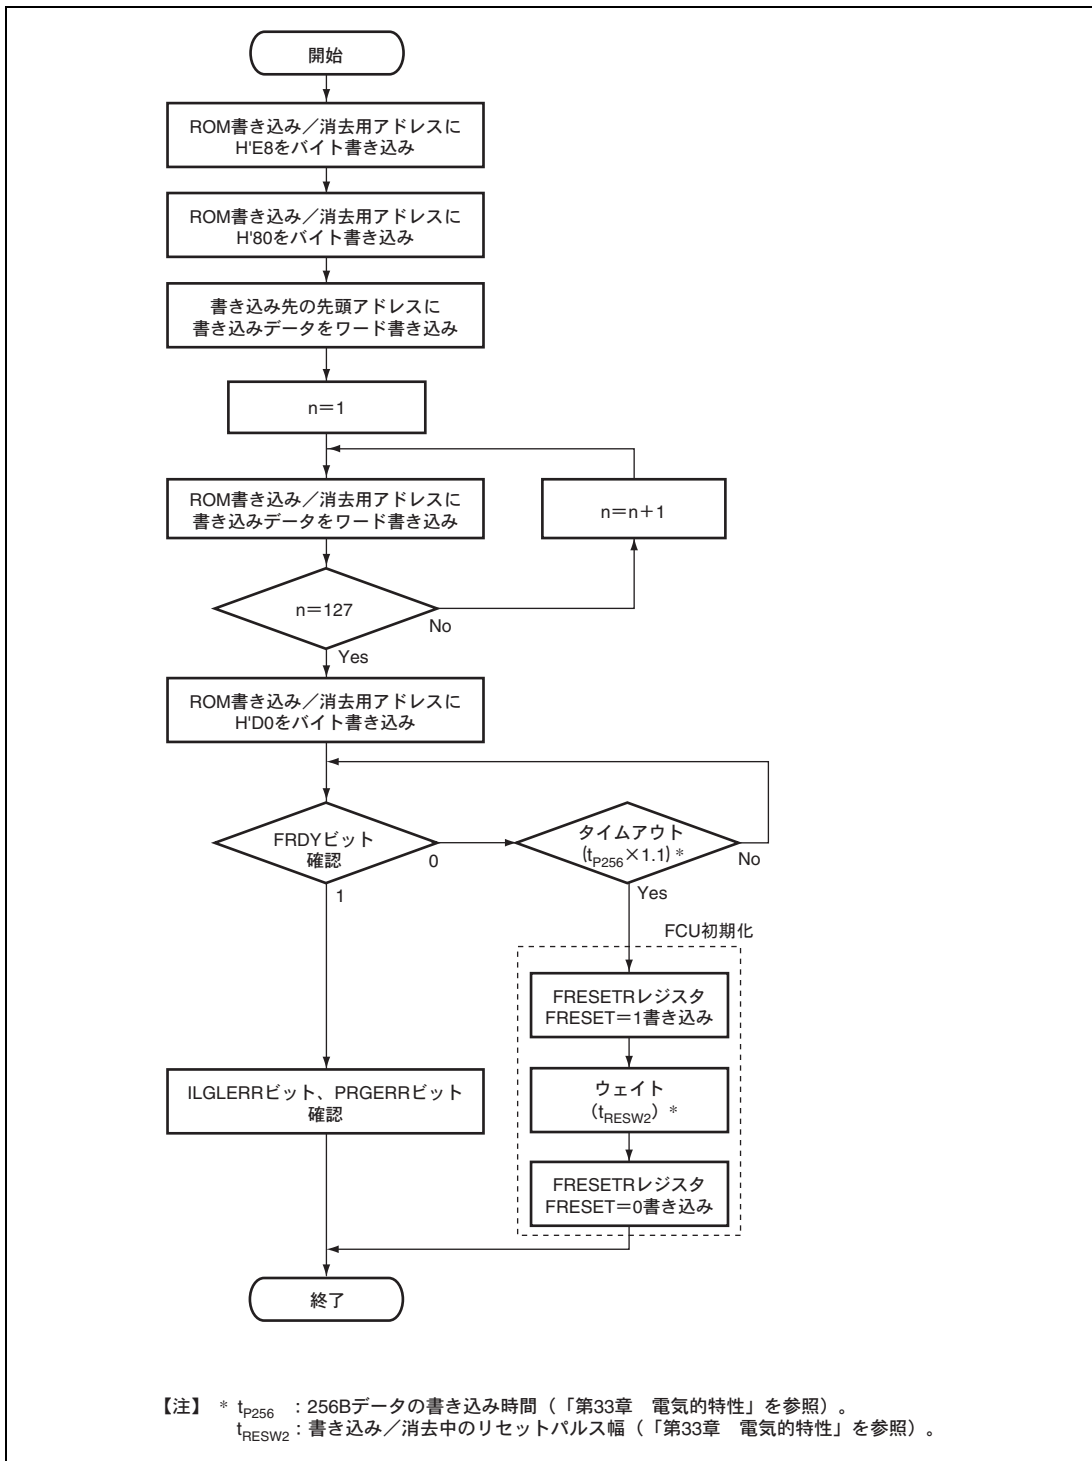 開始
ROM書き込み／消去用アドレスに
H'E8をバイト書き込み
ROM書き込み／消去用アドレスに
H'80をバイト書き込み
書き込み先の先頭アドレスに
書き込みデータをワード書き込み
n＝1
ROM書き込み／消去用アドレスに
書き込みデータをワード書き込み
n＝n＋1
n＝127
No
Yes
ROM書き込み／消去用アドレスに
H'D0をバイト書き込み
FRDYビット
確認
0
1
タイムアウト
(tP256×1.1) *
No
Yes
FCU初期化
FRESETRレジスタ
FRESET＝1書き込み
ウェイト
（tRESW2）*
FRESETRレジスタ
FRESET＝0書き込み
ILGLERRビット、PRGERRビット
確認
終了
【注】 * tP256 ：256Bデータの書き込み時間（「第33章 電気的特性」を参照）。
tRESW2：書き込み／消去中のリセットパルス幅（「第33章 電気的特性」を参照）。